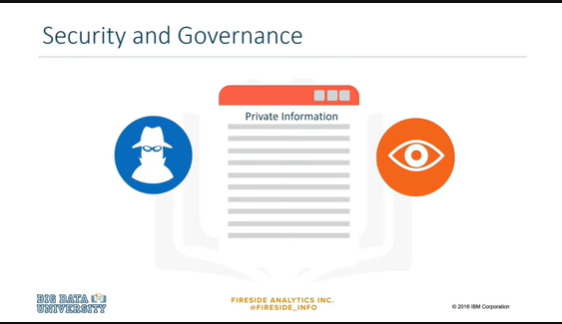 Security and Governance
Private Information
BIG DATA
UNIVERSITY
FIRESIDE ANALYTICS INC.
@FIRESIDE_INFO
© 2016 IBM Corporation